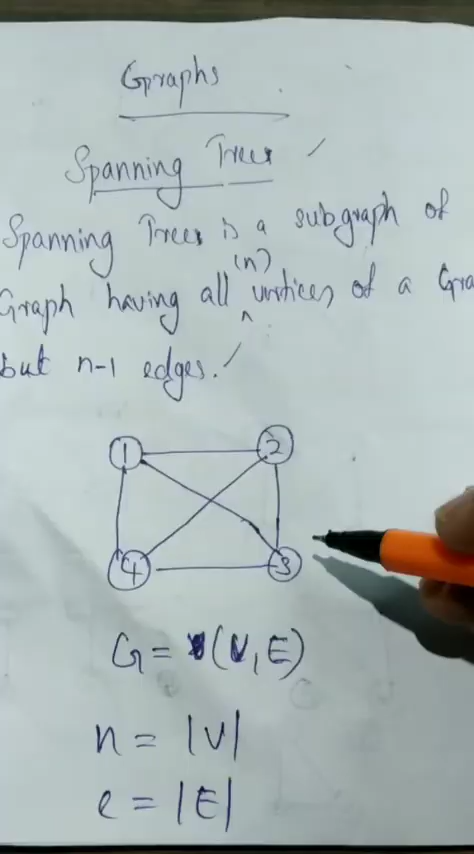 Graphs
Spanning Trees
Spanning Trees is a subgraph of
(n)
Graph having all vertices of a Gra
but n-1 edges.
1 2
4 3
G = (V, E)
n = |V|
e = |E|